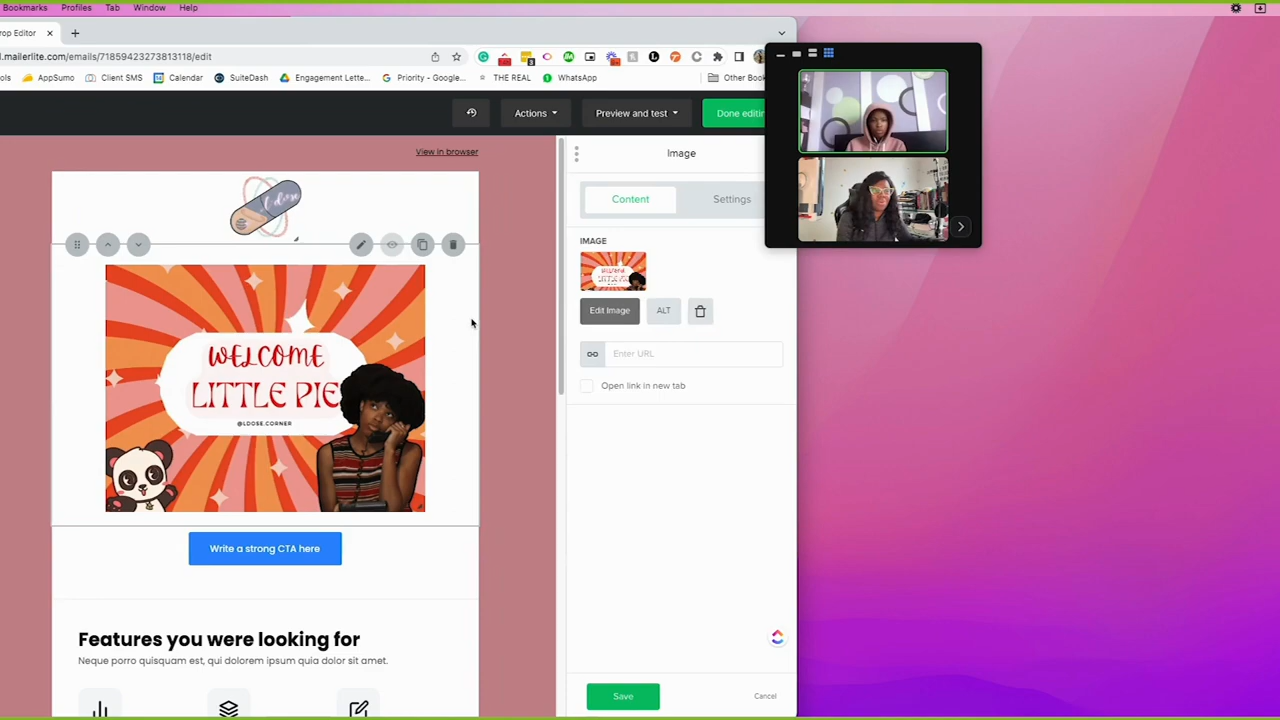 Bookmarks Profiles Tab Window Help
rop Editor
l.mailerlite.com/emails/71859423273813118/edit
ols AppSumo Client SMS Calendar SuiteDash Engagement Lette... Priority - Google... THE REAL WhatsApp Other Book
Actions Preview and test Done editin
View in browser
Image
Content Settings
IMAGE
Edit Image ALT
Enter URL
Open link in new tab
WELCOME
LITTLE PIE
@LDOSE.CORNER
Write a strong CTA here
Features you were looking for
Neque porro quisquam est, qui dolorem ipsum quia dolor sit amet.
Save Cancel